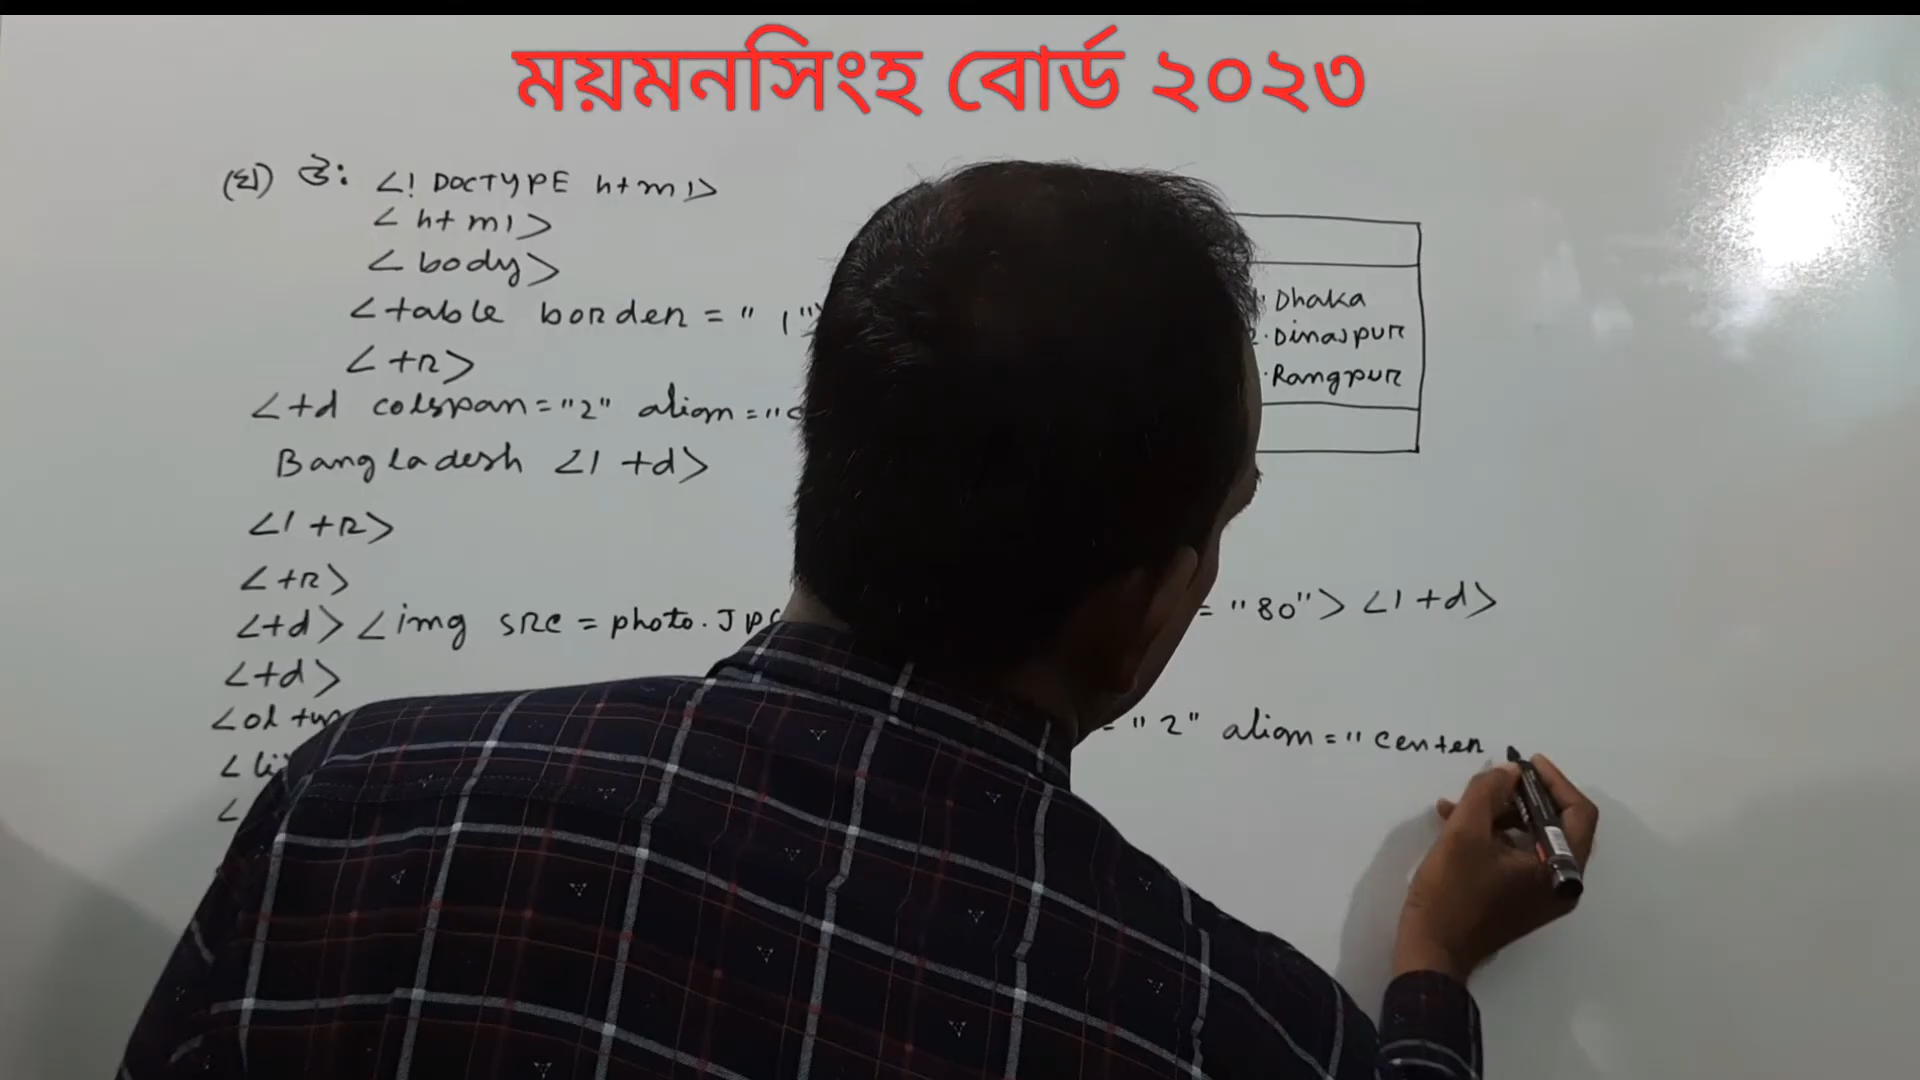 ময়মনসিংহ বোর্ড ২০২৩
(ঘ) উঃ <! DOCTYPE html>
<html>
<body>
<table border = "1">
<tr>
<td colspan="2" align="c
Bangladesh </td>
</tr>
<tr>
<td> <img src = photo.Jpg
= "80"> </td>
<td>
<ol
<li
<
= "2" align="center
Dhaka
2. Dinajpur
Rangpur